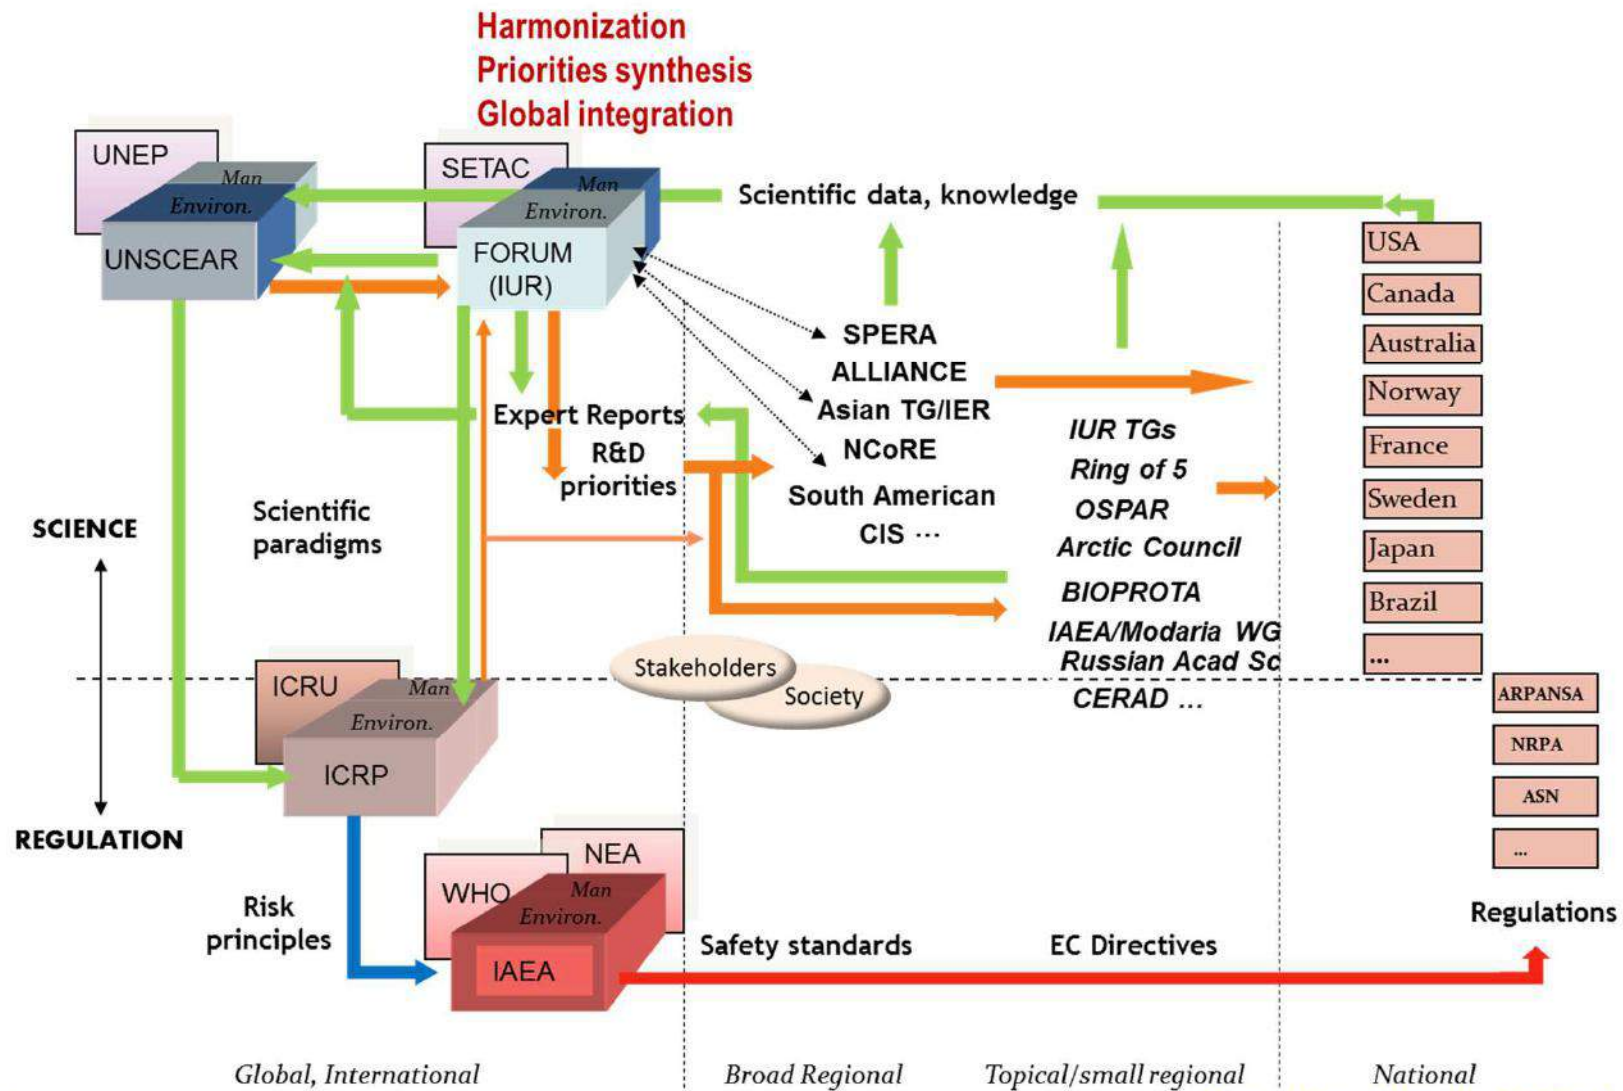 Harmonization
Priorities synthesis
Global integration
UNEP
Man
Environ.
UNSCEAR
SETAC
Man
Environ.
FORUM
(IUR)
Scientific data, knowledge
USA
Canada
Australia
Norway
France
Sweden
Japan
Brazil
...
SPERA
ALLIANCE
Asian TG/IER
NCoRE
South American
CIS ...
Expert Reports
R&D
priorities
IUR TGs
Ring of 5
OSPAR
Arctic Council
BIOPROTA
IAEA/Modaria WG
Russian Acad Sc
CERAD ...
Scientific
paradigms
SCIENCE
REGULATION
Stakeholders
Society
ICRU
Man
Environ.
ICRP
ARPANSA
NRPA
ASN
...
Regulations
Risk
principles
NEA
WHO
Man
Environ.
IAEA
Safety standards
EC Directives
Global, International
Broad Regional
Topical/small regional
National